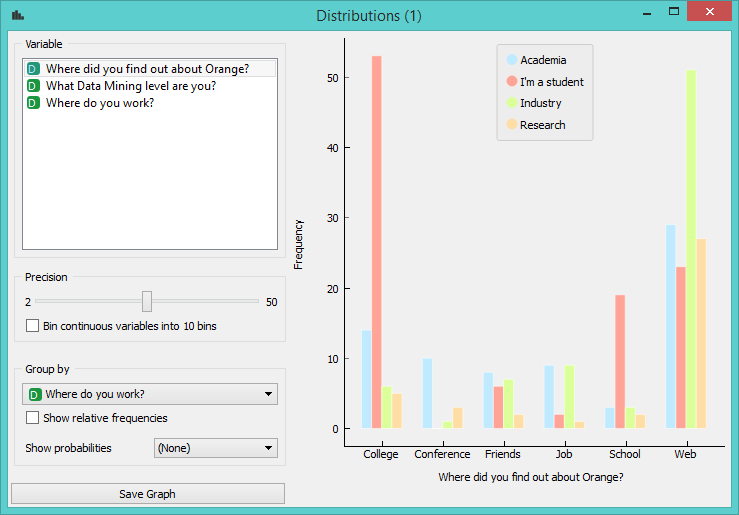 Distributions (1)
Variable
D Where did you find out about Orange?
D What Data Mining level are you?
D Where do you work?
Precision
2 50
Bin continuous variables into 10 bins
Group by
D Where do you work?
Show relative frequencies
Show probabilities (None)
Save Graph
Academia
I'm a student
Industry
Research
Frequency
50
40
30
20
10
0
College Conference Friends Job School Web
Where did you find out about Orange?